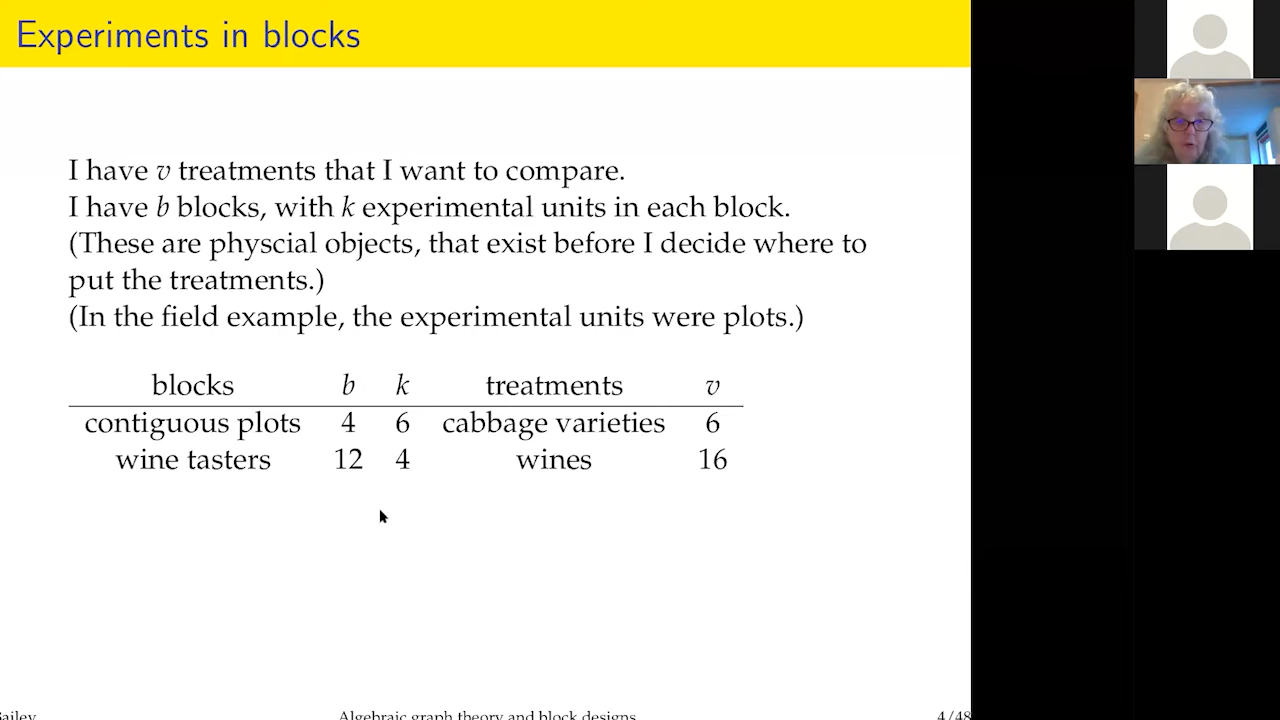 Experiments in blocks
I have v treatments that I want to compare.
I have b blocks, with k experimental units in each block.
(These are physcial objects, that exist before I decide where to
put the treatments.)
(In the field example, the experimental units were plots.)
blocks b k treatments v
contiguous plots 4 6 cabbage varieties 6
wine tasters 12 4 wines 16
Algebraic graph theory and block designs 4/48